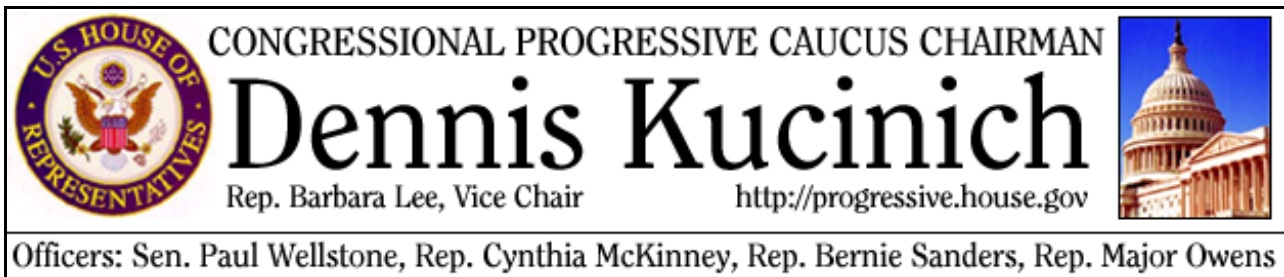 U.S. HOUSE OF
REPRESENTATIVES
CONGRESSIONAL PROGRESSIVE CAUCUS CHAIRMAN
Dennis Kucinich
Rep. Barbara Lee, Vice Chair
http://progressive.house.gov
Officers: Sen. Paul Wellstone, Rep. Cynthia McKinney, Rep. Bernie Sanders, Rep. Major Owens